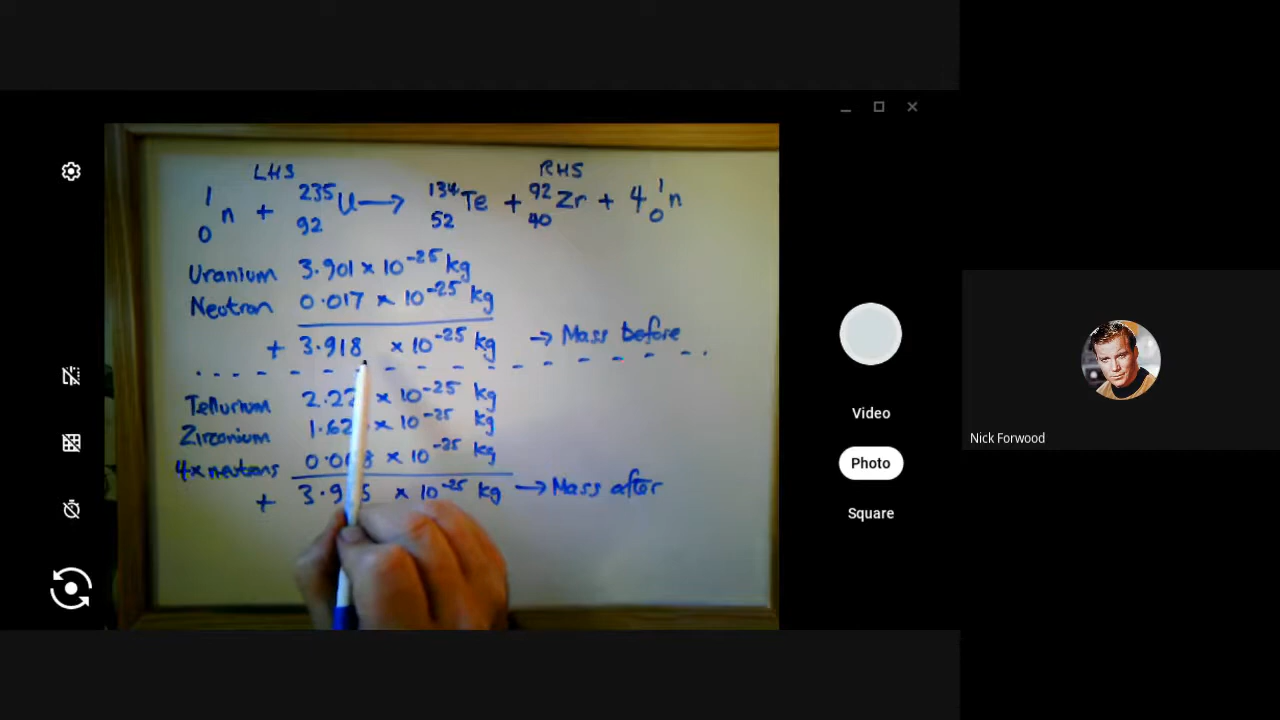 LHS RHS
1 0 n + 235 92 U → 134 52 Te + 92 40 Zr + 4 1 0 n
Uranium 3.901 × 10⁻²⁵ kg
Neutron 0.017 × 10⁻²⁵ kg
+ 3.918 × 10⁻²⁵ kg → Mass before
Tellurium × 10⁻²⁵ kg
Zirconium × 10⁻²⁵ kg
4x neutrons × 10⁻²⁵ kg
+ × 10⁻²⁵ kg → Mass after
Video
Photo
Square
Nick Forwood